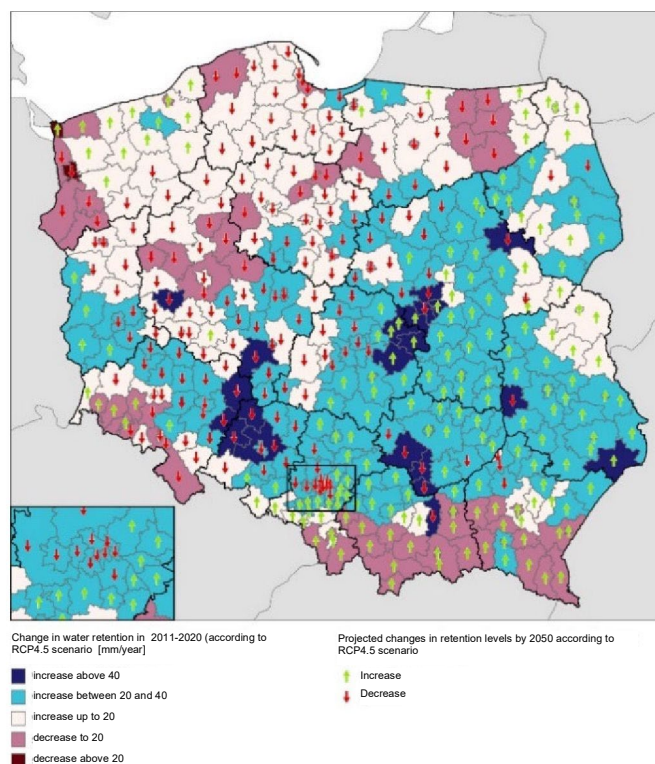 Change in water retention in 2011-2020 (according to
RCP4.5 scenario [mm/year]
increase above 40
increase between 20 and 40
increase up to 20
decrease to 20
decrease above 20
Projected changes in retention levels by 2050 according to
RCP4.5 scenario
Increase
Decrease